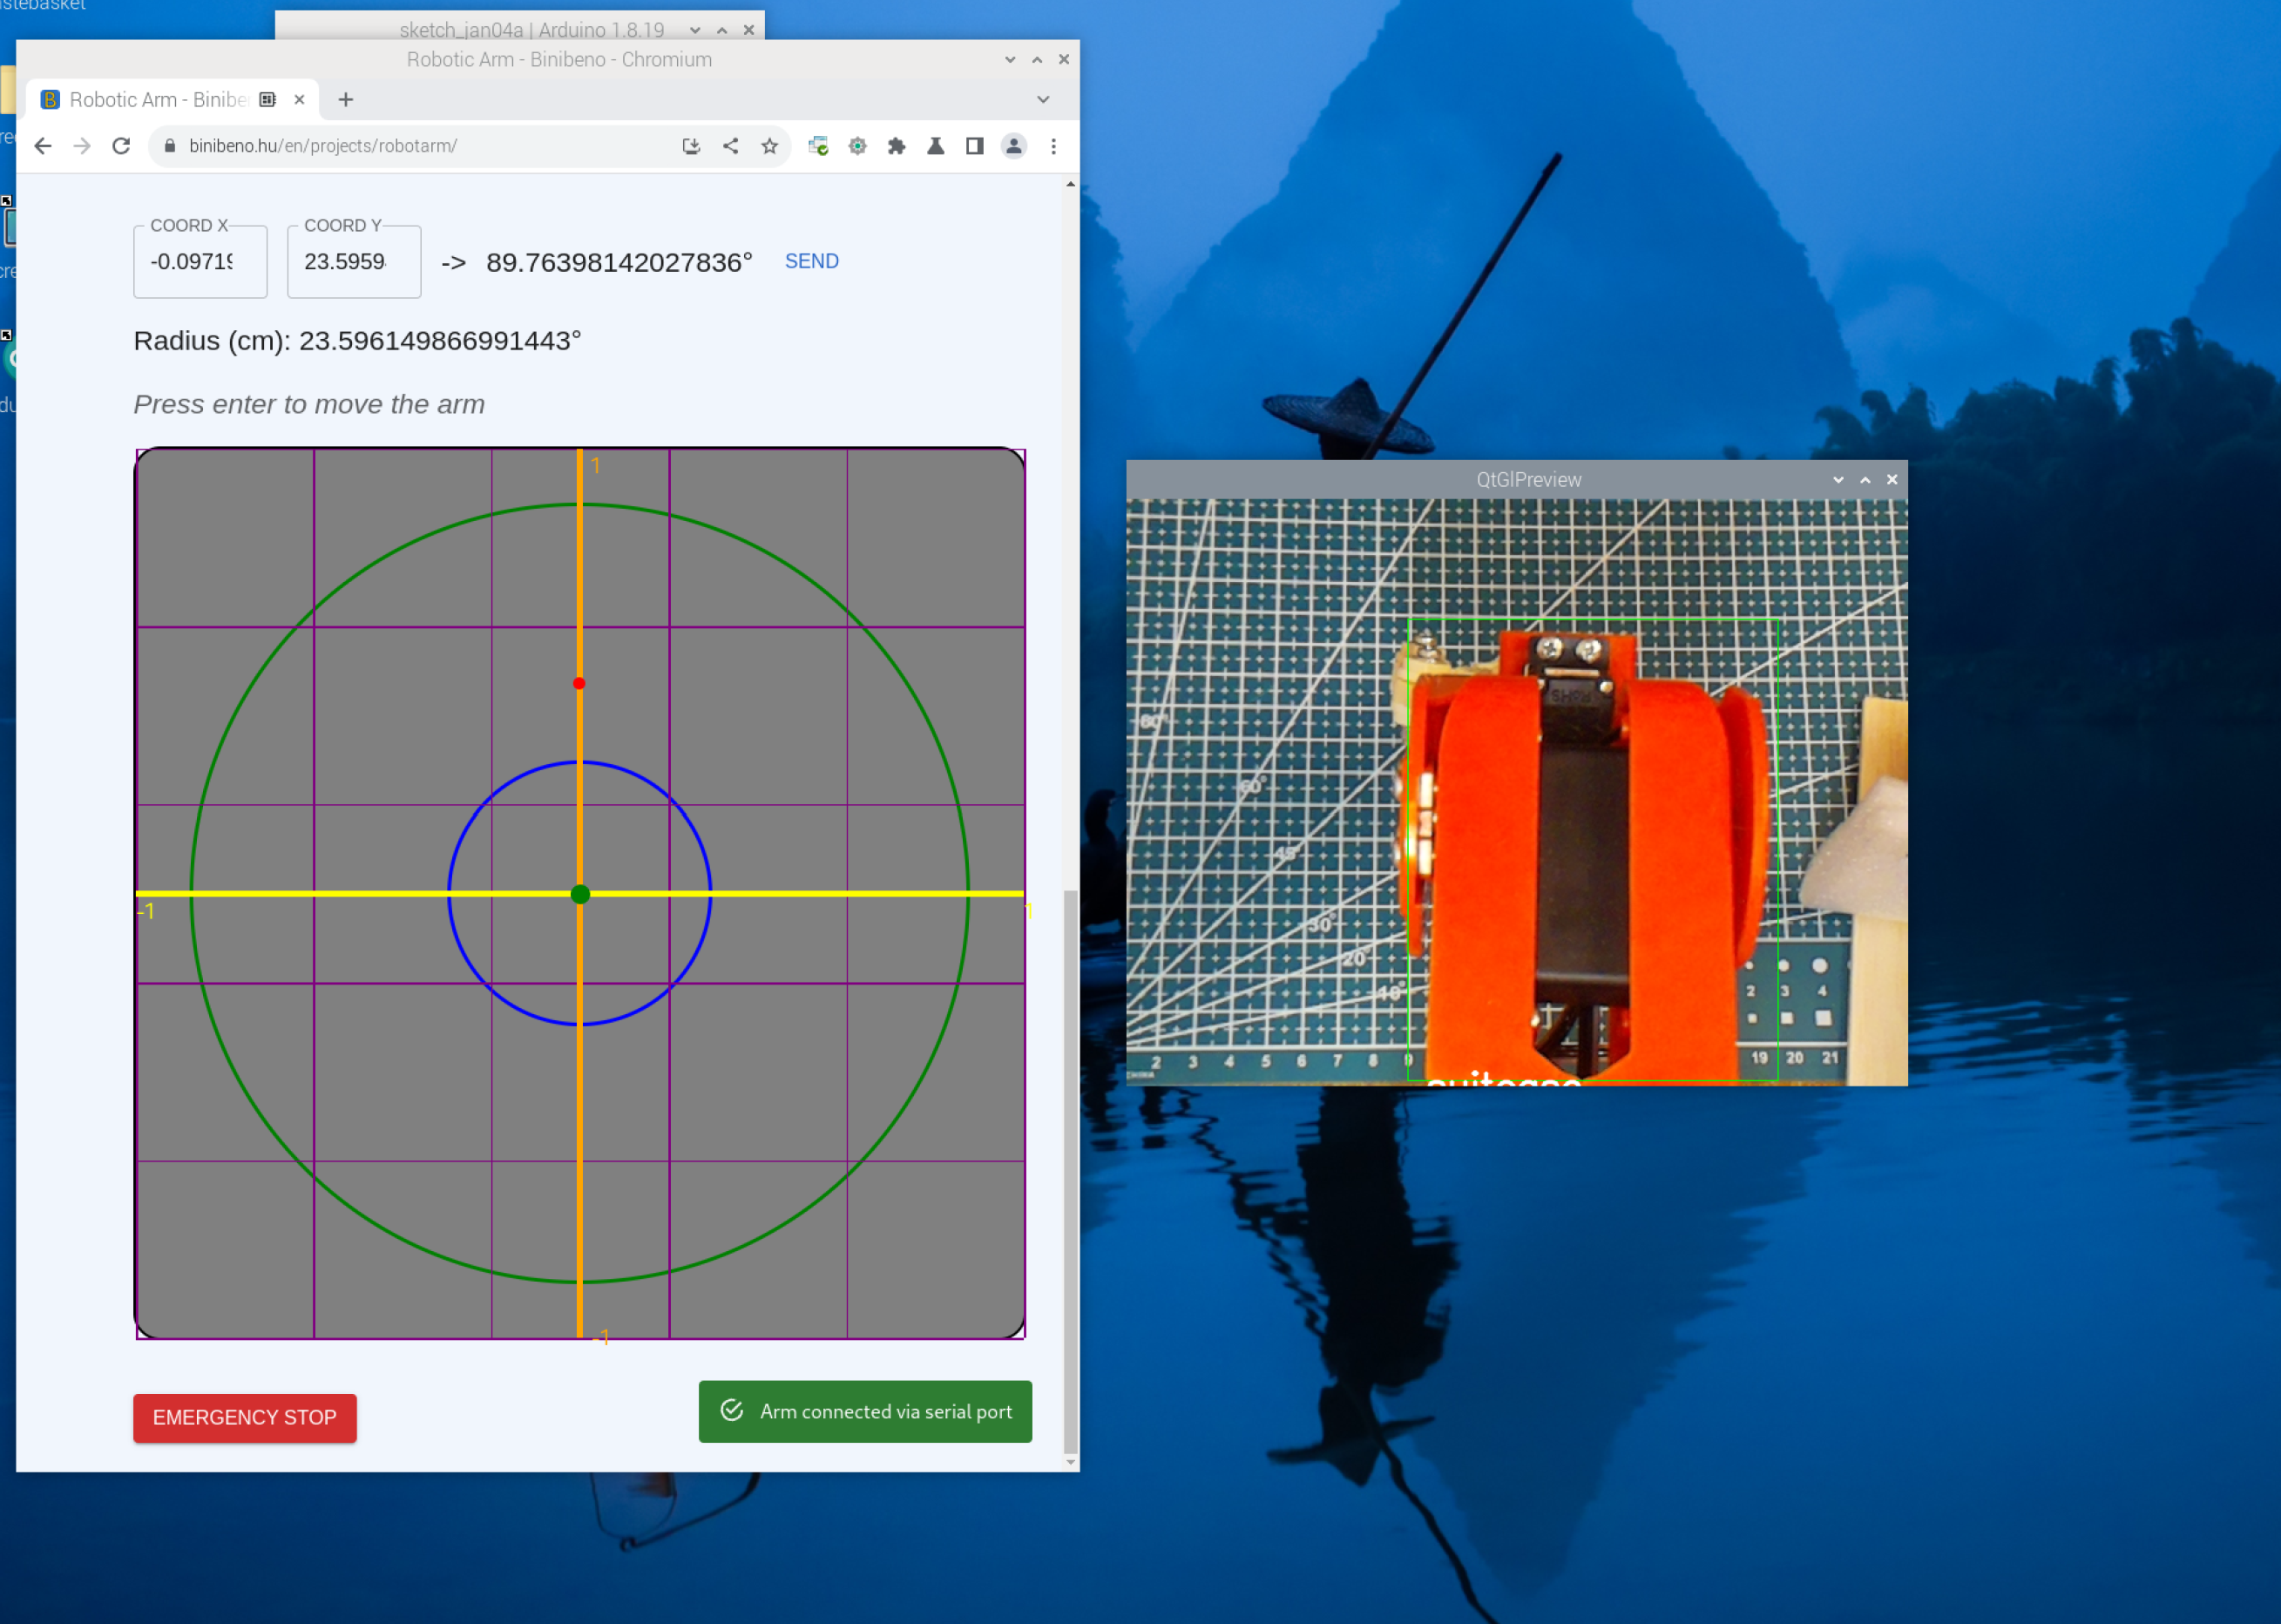 stebasket
sketch_jan04a | Arduino 1.8.19
Robotic Arm - Binibeno - Chromium
Robotic Arm - Binibe
binibeno.hu/en/projects/robotarm/
COORD X
COORD Y
-0.0971
23.5959
->
89.76398142027836°
SEND
Radius (cm): 23.596149866991443°
Press enter to move the arm
1
-1
1
-1
EMERGENCY STOP
Arm connected via serial port
QtGlPreview
RoHS
60°
60°
45°
30°
20°
10°
2 3 4
2 3 4 5 6 7 8 9
19 20 21